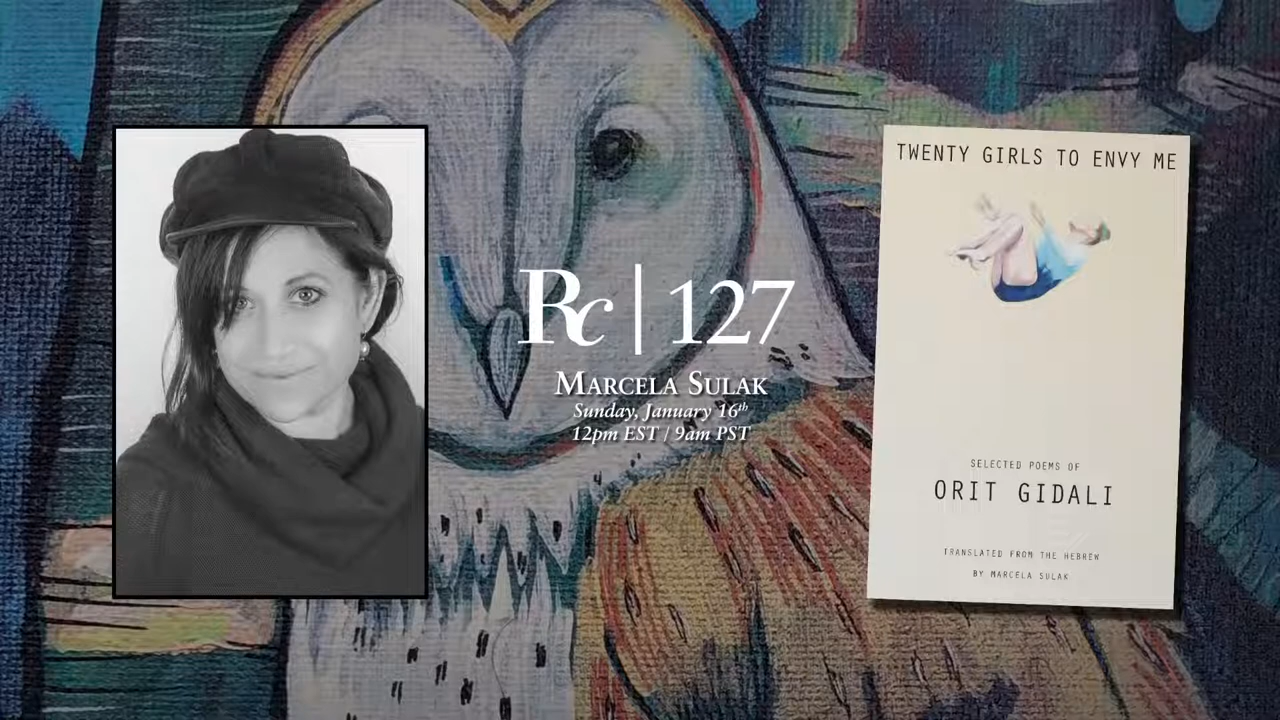 Rc | 127
Marcela Sulak
Sunday, January 16th
12pm EST / 9am PST
TWENTY GIRLS TO ENVY ME
SELECTED POEMS OF
ORIT GIDALI
TRANSLATED FROM THE HEBREW
BY MARCELA SULAK